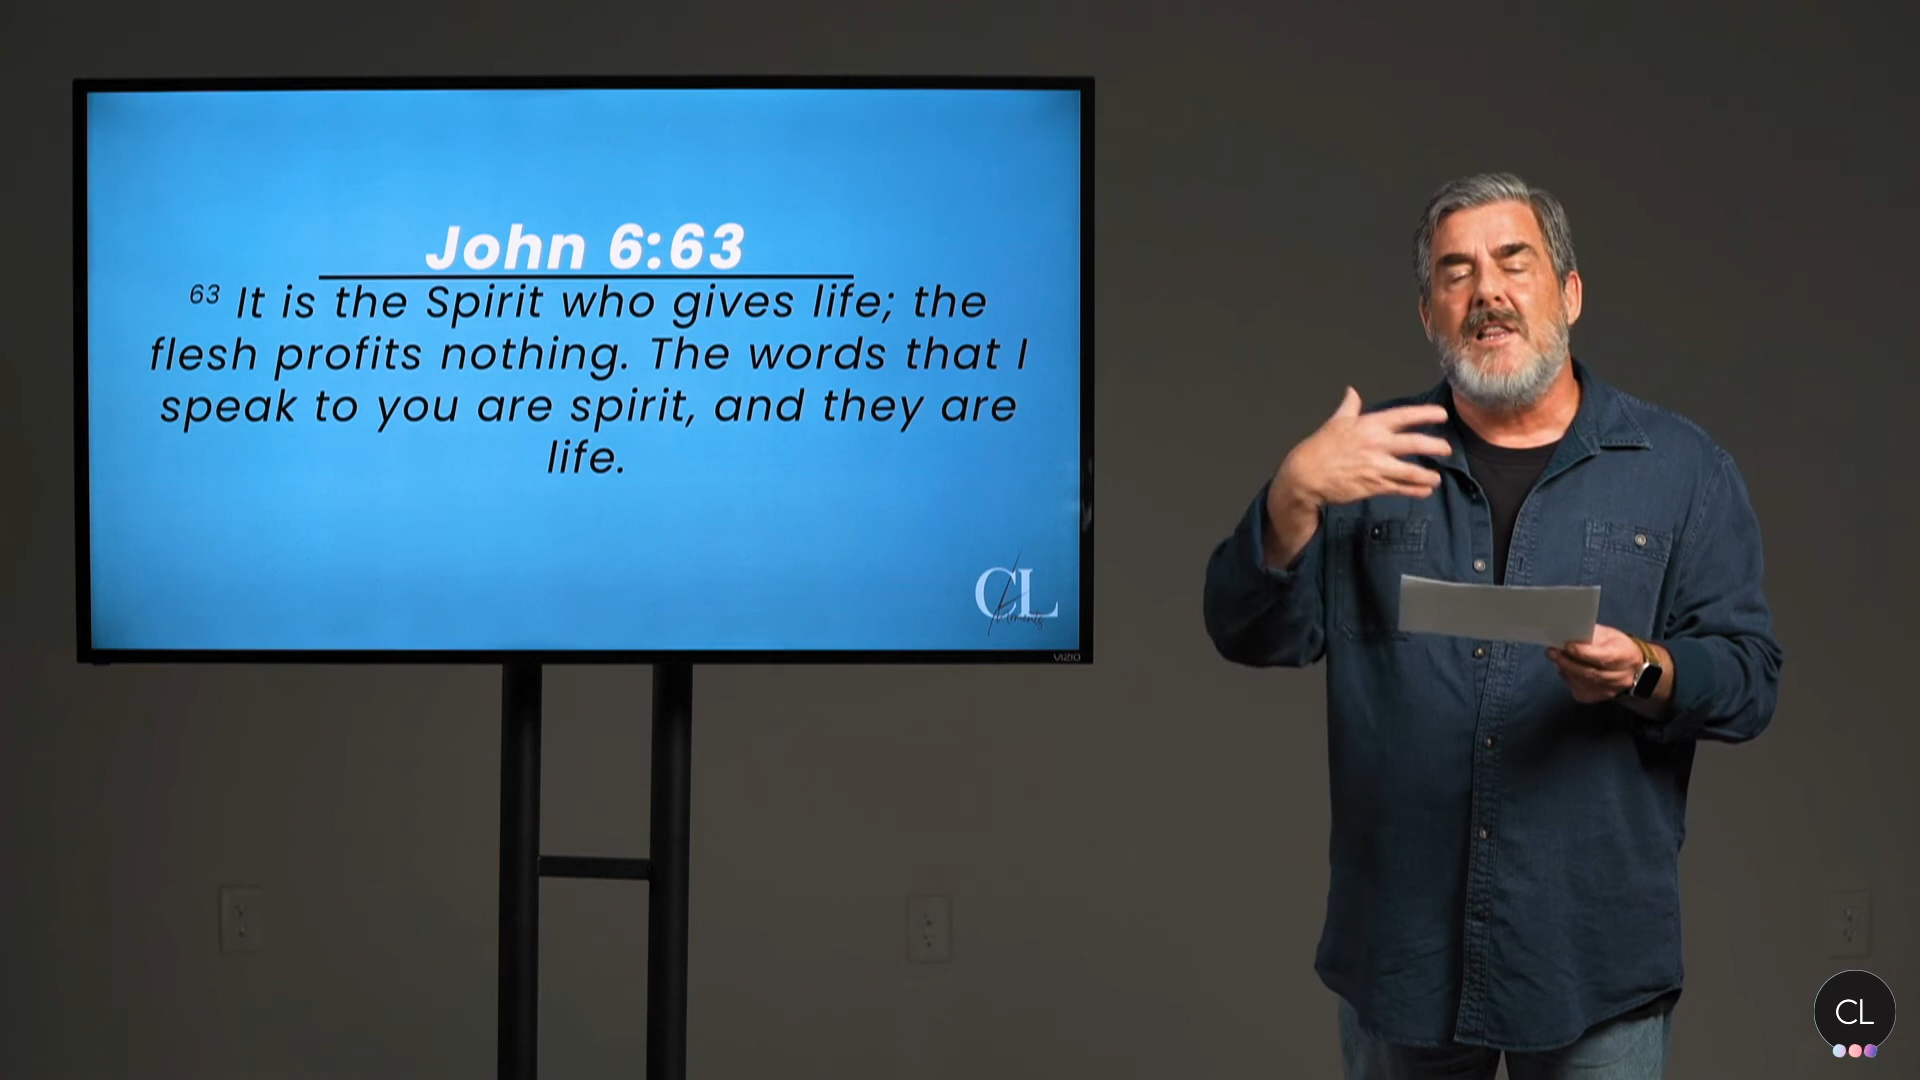 John 6:63
63 It is the Spirit who gives life; the
flesh profits nothing. The words that I
speak to you are spirit, and they are
life.
CL
Moments
VIZIO
CL